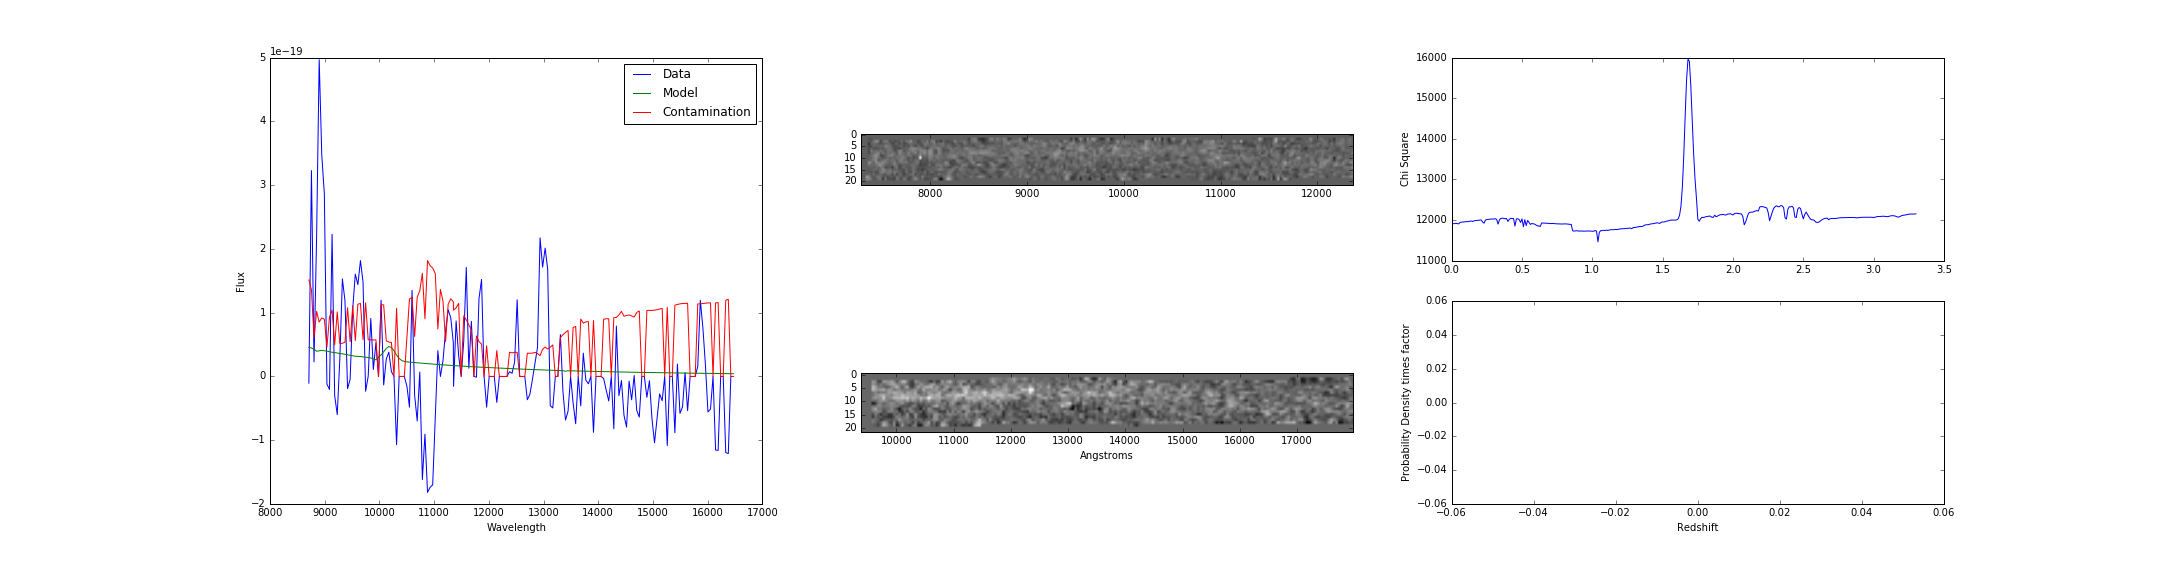 1e−19
5
4
3
2
1
0
−1
−2
Flux
8000 9000 10000 11000 12000 13000 14000 15000 16000 17000
Wavelength
Data
Model
Contamination
0
5
10
15
20
8000 9000 10000 11000 12000
0
5
10
15
20
10000 11000 12000 13000 14000 15000 16000 17000
Angstroms
16000
15000
14000
13000
12000
11000
Chi Square
0.0 0.5 1.0 1.5 2.0 2.5 3.0 3.5
0.06
0.04
0.02
0.00
−0.02
−0.04
−0.06
Probability Density times factor
−0.06 −0.04 −0.02 0.00 0.02 0.04 0.06
Redshift